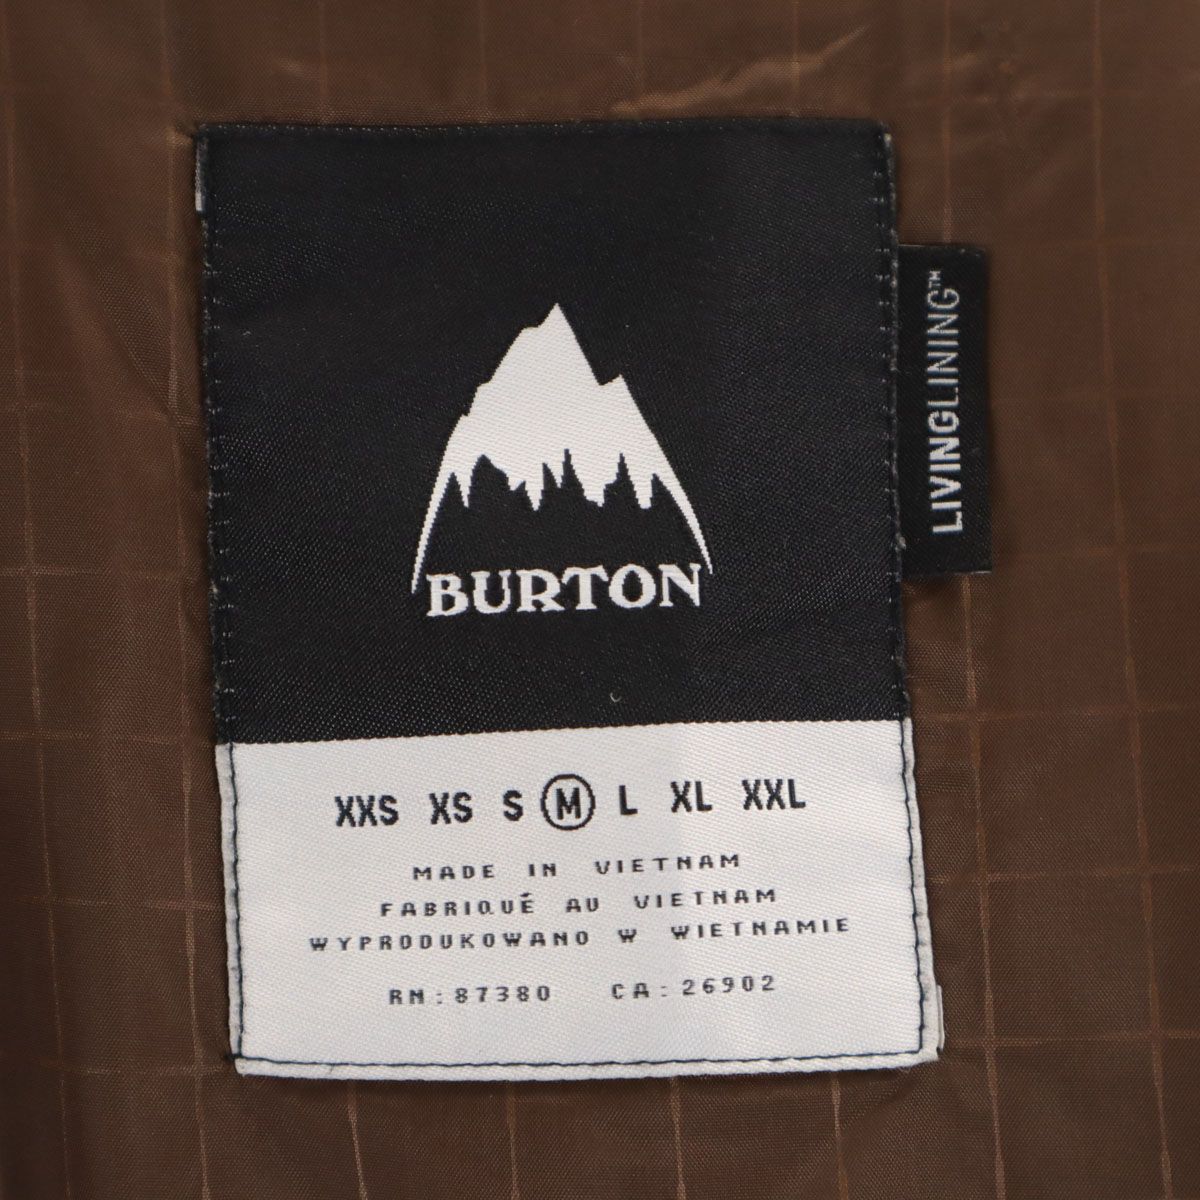 BURTON
LIVINGLINING™
XXS XS S M L XL XXL
MADE IN VIETNAM
FABRIQUÉ AU VIETNAM
WYPRODUKOWANO W WIETNAMIE
RN:87380 CA:26902